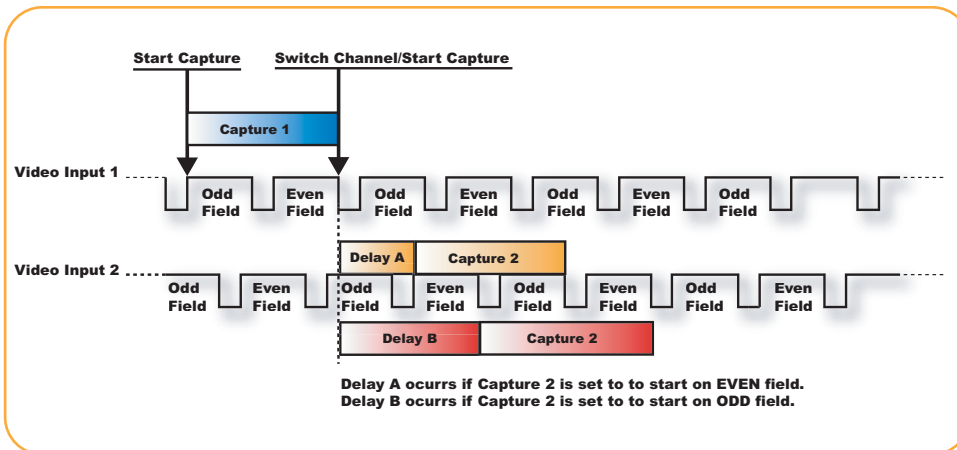 Start Capture
Switch Channel/Start Capture
Capture 1
Video Input 1
Odd Field
Even Field
Odd Field
Even Field
Odd Field
Even Field
Odd Field
Delay A
Capture 2
Video Input 2
Odd Field
Even Field
Odd Field
Even Field
Odd Field
Even Field
Odd Field
Even Field
Delay B
Capture 2
Delay A ocurrs if Capture 2 is set to to start on EVEN field.
Delay B ocurrs if Capture 2 is set to to start on ODD field.